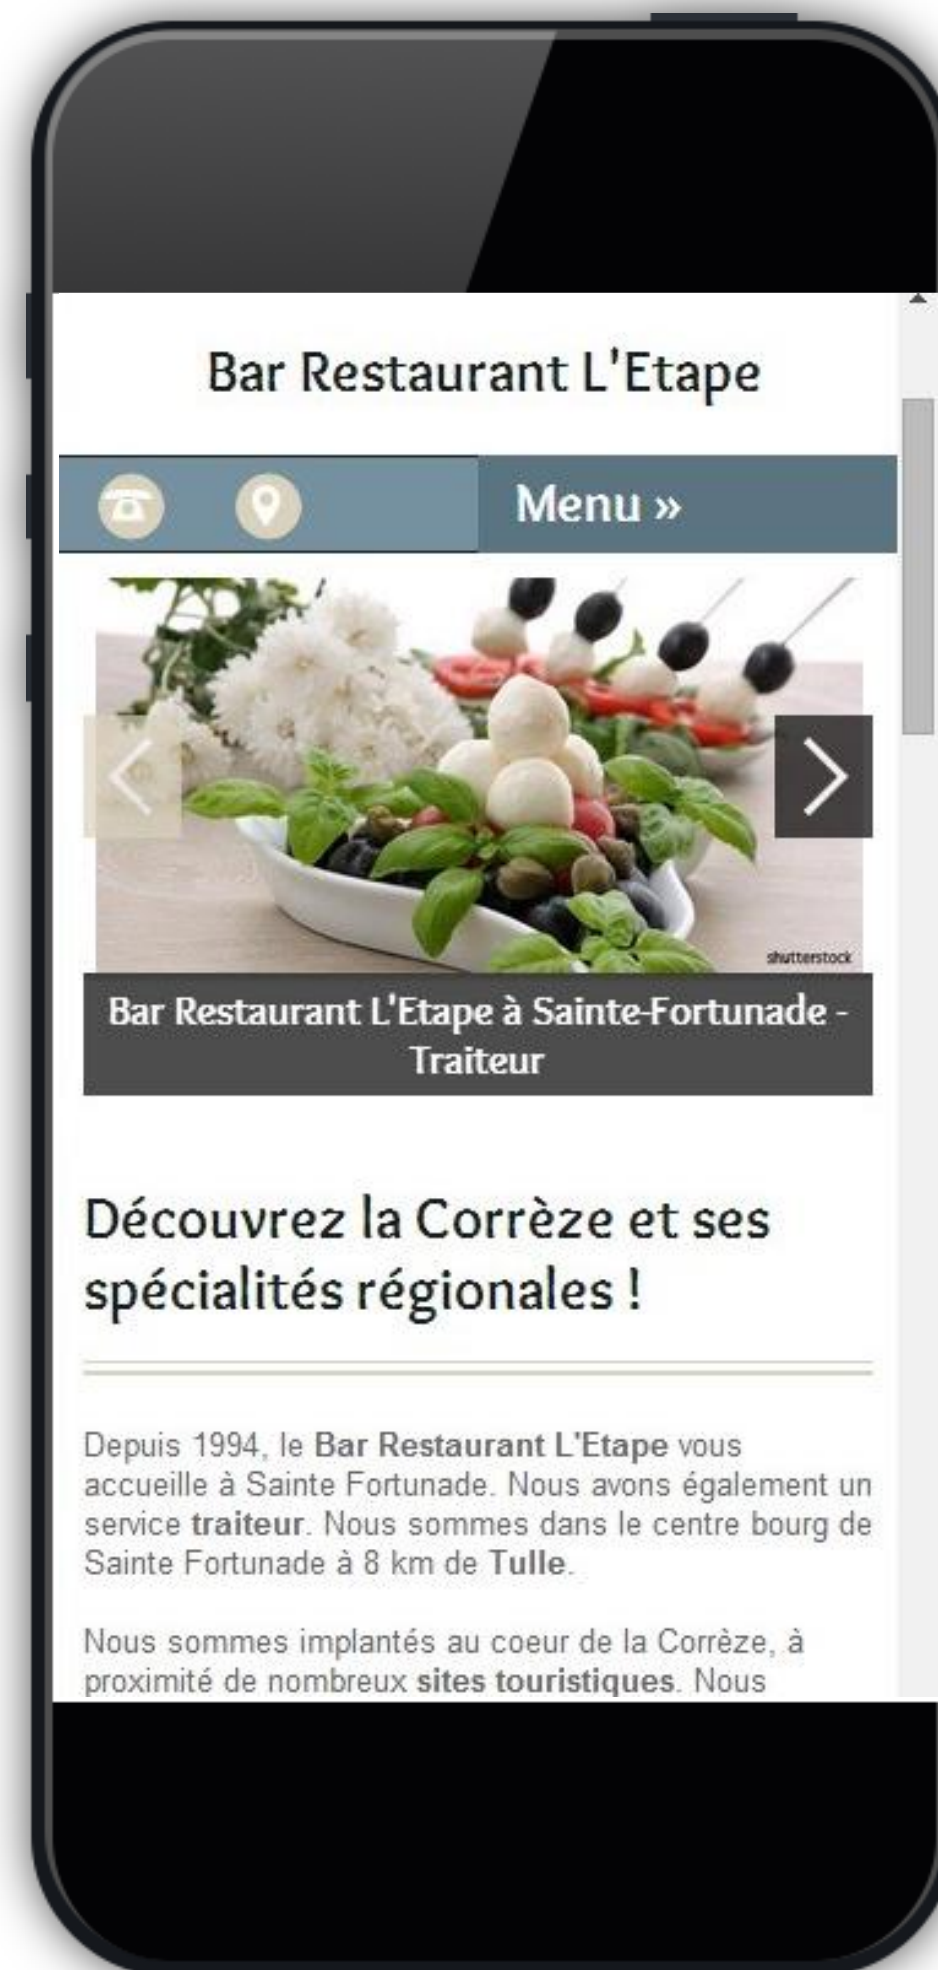 Bar Restaurant L'Etape
Menu »
shutterstock
Bar Restaurant L'Etape à Sainte-Fortunade -
Traiteur
Découvrez la Corrèze et ses
spécialités régionales !
Depuis 1994, le Bar Restaurant L'Etape vous
accueille à Sainte Fortunade. Nous avons également un
service traiteur. Nous sommes dans le centre bourg de
Sainte Fortunade à 8 km de Tulle.
Nous sommes implantés au coeur de la Corrèze, à
proximité de nombreux sites touristiques. Nous